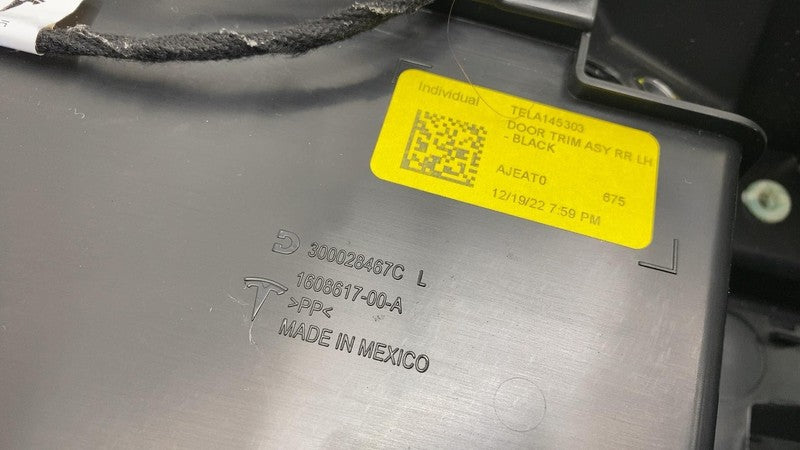 Individual
TELA145303
DOOR TRIM ASY RR LH
- BLACK
AJEAT0
675
12/19/22 7:59 PM
300028467C L
1608617-00-A
>PP<
MADE IN MEXICO